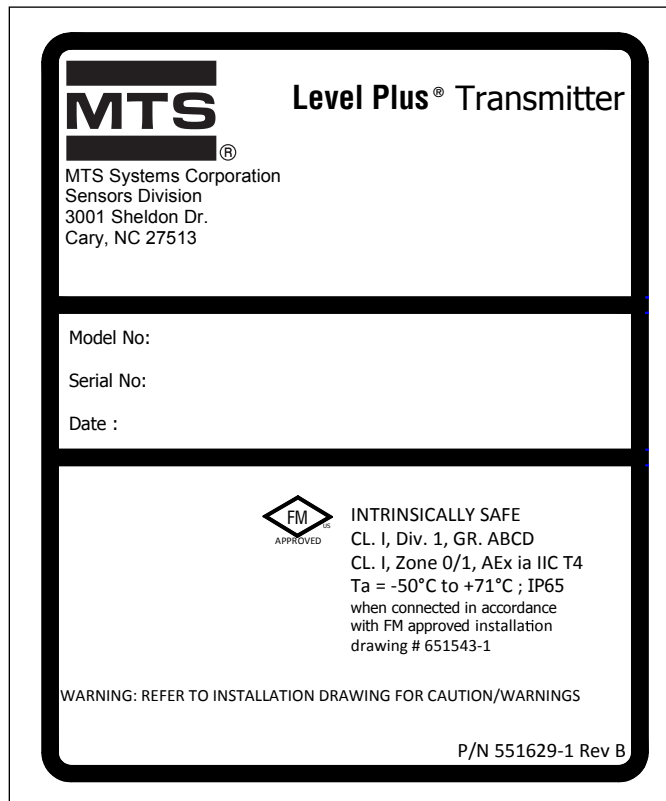 MTS
®
Level Plus® Transmitter
MTS Systems Corporation
Sensors Division
3001 Sheldon Dr.
Cary, NC 27513
Model No:
Serial No:
Date :
FM
US
APPROVED
INTRINSICALLY SAFE
CL. I, Div. 1, GR. ABCD
CL. I, Zone 0/1, AEx ia IIC T4
Ta = -50°C to +71°C ; IP65
when connected in accordance
with FM approved installation
drawing # 651543-1
WARNING: REFER TO INSTALLATION DRAWING FOR CAUTION/WARNINGS
P/N 551629-1 Rev B